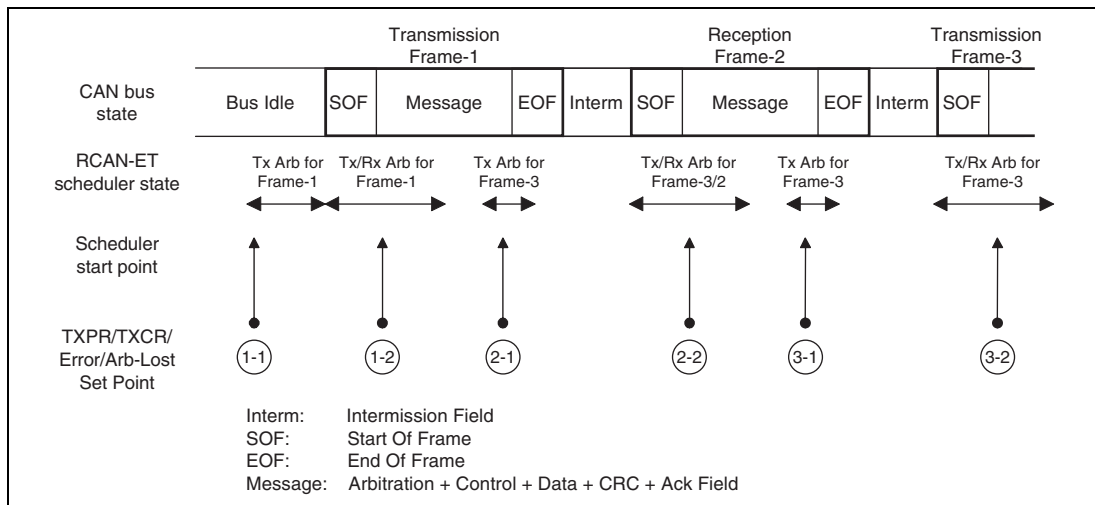 Transmission
Frame-1
Reception
Frame-2
Transmission
Frame-3
CAN bus
state
Bus Idle
SOF
Message
EOF
Interm
SOF
Message
EOF
Interm
SOF
RCAN-ET
scheduler state
Tx Arb for
Frame-1
Tx/Rx Arb for
Frame-1
Tx Arb for
Frame-3
Tx/Rx Arb for
Frame-3/2
Tx Arb for
Frame-3
Tx/Rx Arb for
Frame-3
Scheduler
start point
TXPR/TXCR/
Error/Arb-Lost
Set Point
1-1
1-2
2-1
2-2
3-1
3-2
Interm: Intermission Field
SOF: Start Of Frame
EOF: End Of Frame
Message: Arbitration + Control + Data + CRC + Ack Field